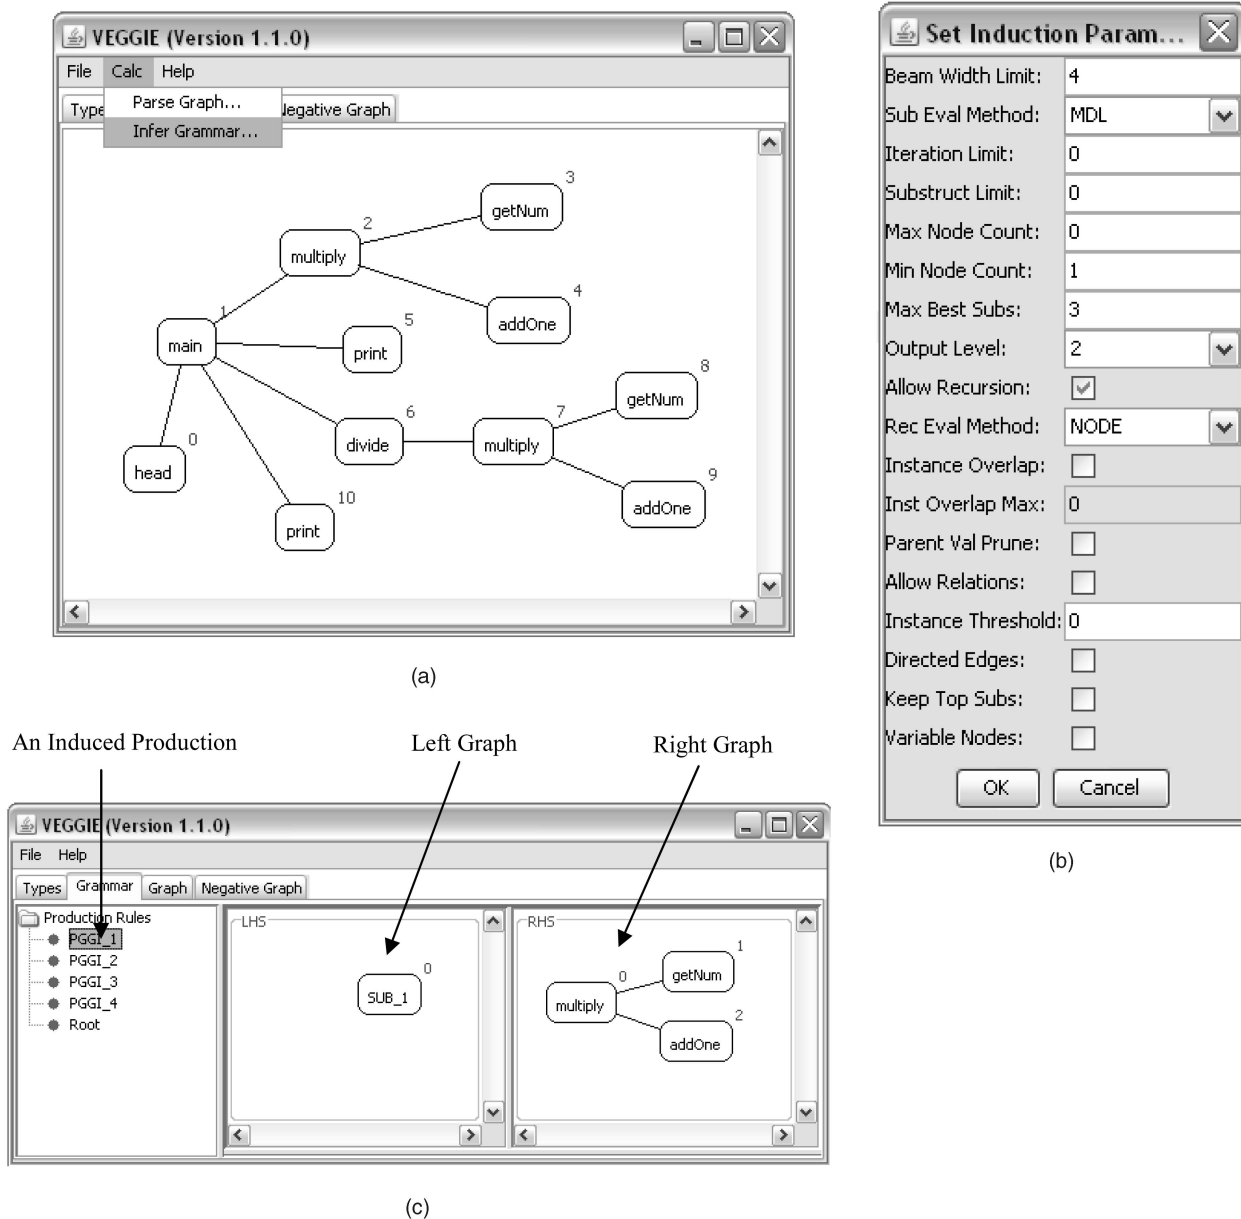 VEGGIE (Version 1.1.0)
File Calc Help
Type
Parse Graph...
Infer Grammar...
Negative Graph
3
getNum
2
multiply
4
addOne
1
main
5
print
8
getNum
6
divide
7
multiply
0
head
9
addOne
10
print
(a)
Set Induction Param...
Beam Width Limit: 4
Sub Eval Method: MDL
Iteration Limit: 0
Substruct Limit: 0
Max Node Count: 0
Min Node Count: 1
Max Best Subs: 3
Output Level: 2
Allow Recursion:
Rec Eval Method: NODE
Instance Overlap:
Inst Overlap Max: 0
Parent Val Prune:
Allow Relations:
Instance Threshold: 0
Directed Edges:
Keep Top Subs:
Variable Nodes:
OK Cancel
(b)
An Induced Production
Left Graph
Right Graph
VEGGIE (Version 1.1.0)
File Help
Types Grammar Graph Negative Graph
Production Rules
PGGI_1
PGGI_2
PGGI_3
PGGI_4
Root
LHS
0
SUB_1
RHS
1
getNum
0
multiply
2
addOne
(c)